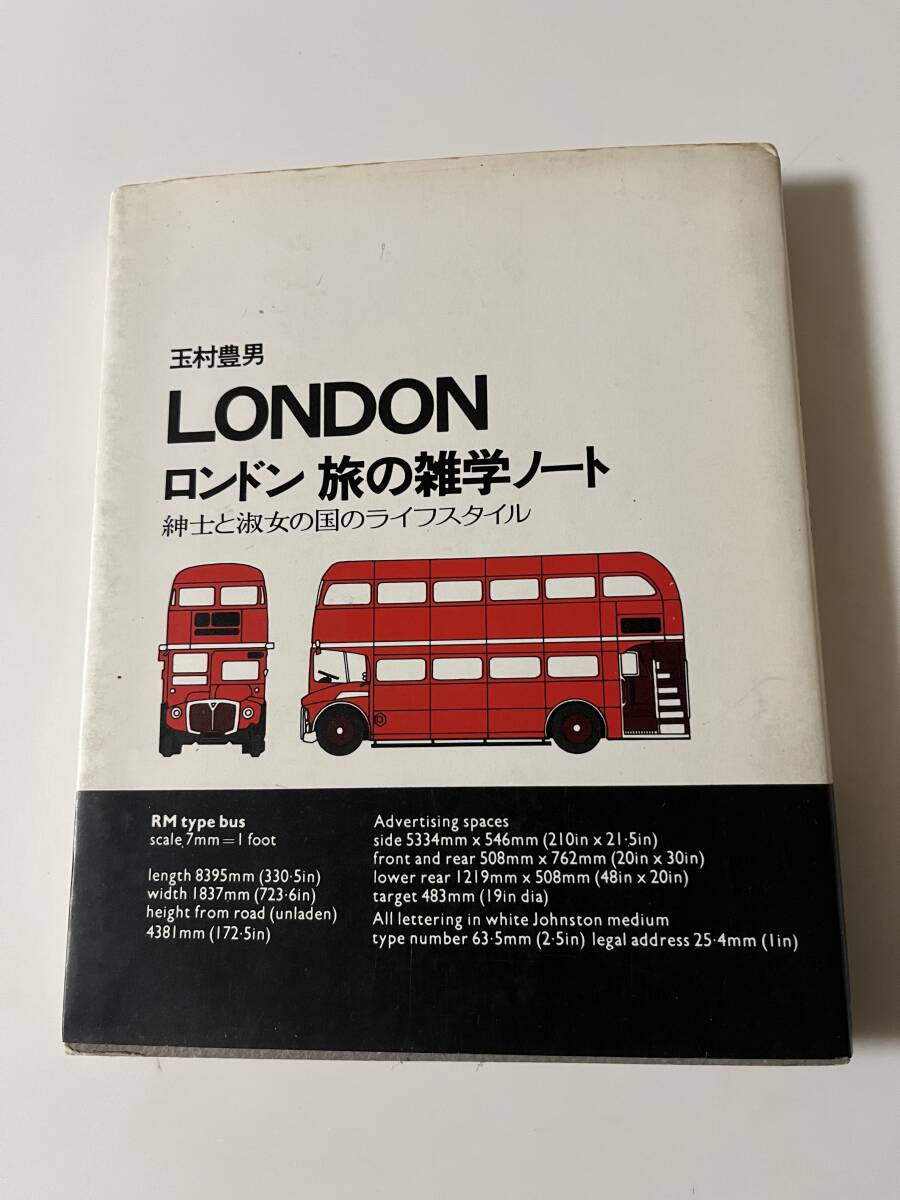 玉村豊男
LONDON
ロンドン 旅の雑学ノート
紳士と淑女の国のライフスタイル
RM type bus
scale 7mm=1 foot
length 8395mm (330·5in)
width 1837mm (723·6in)
height from road (unladen)
4381mm (172·5in)
Advertising spaces
side 5334mm x 546mm (210in x 21·5in)
front and rear 508mm x 762mm (20in x 30in)
lower rear 1219mm x 508mm (48in x 20in)
target 483mm (19in dia)
All lettering in white Johnston medium
type number 63·5mm (2·5in) legal address 25·4mm (1in)